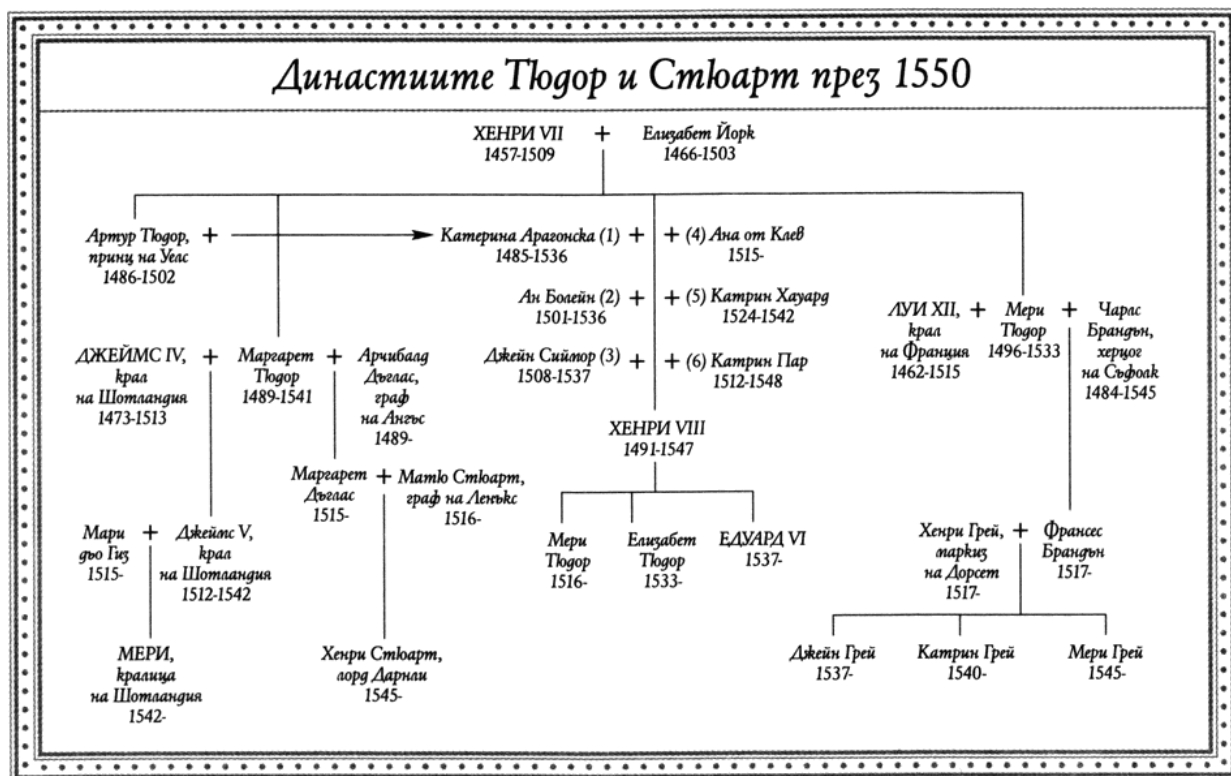 Династиите Тюдор и Стюарт през 1550
ХЕНРИ VII + Елизабет Йорк
1457-1509
1466-1503
Артур Тюдор, +
принц на Уелс
1486-1502
Катерина Арагонска (1) +
1485-1536
+ (4) Ана от Клев
1515-
Ан Болейн (2) +
1501-1536
+ (5) Катрин Хауард
1524-1542
Джейн Сиймор (3) +
1508-1537
+ (6) Катрин Пар
1512-1548
ЛУИ XII, +
крал
на Франция
1462-1515
Мери +
Тюдор
1496-1533
Чарлс
Брандън,
херцог
на Съфолк
1484-1545
ДЖЕЙМС IV, +
крал
на Шотландия
1473-1513
Маргарет +
Тюдор
1489-1541
Арчибалд
Дъглас,
граф
на Ангъс
1489-
ХЕНРИ VIII
1491-1547
Маргарет +
Дъглас
1515-
Матю Стюарт,
граф на Ленъкс
1516-
Мари +
дьо Гиз
1515-
Джеймс V,
крал
на Шотландия
1512-1542
Мери
Тюдор
1516-
Елизабет
Тюдор
1533-
ЕДУАРД VI
1537-
Хенри Грей, +
маркиз
на Дорсет
1517-
Франсес
Брандън
1517-
МЕРИ,
кралица
на Шотландия
1542-
Хенри Стюарт,
лорд Дарнли
1545-
Джейн Грей
1537-
Катрин Грей
1540-
Мери Грей
1545-